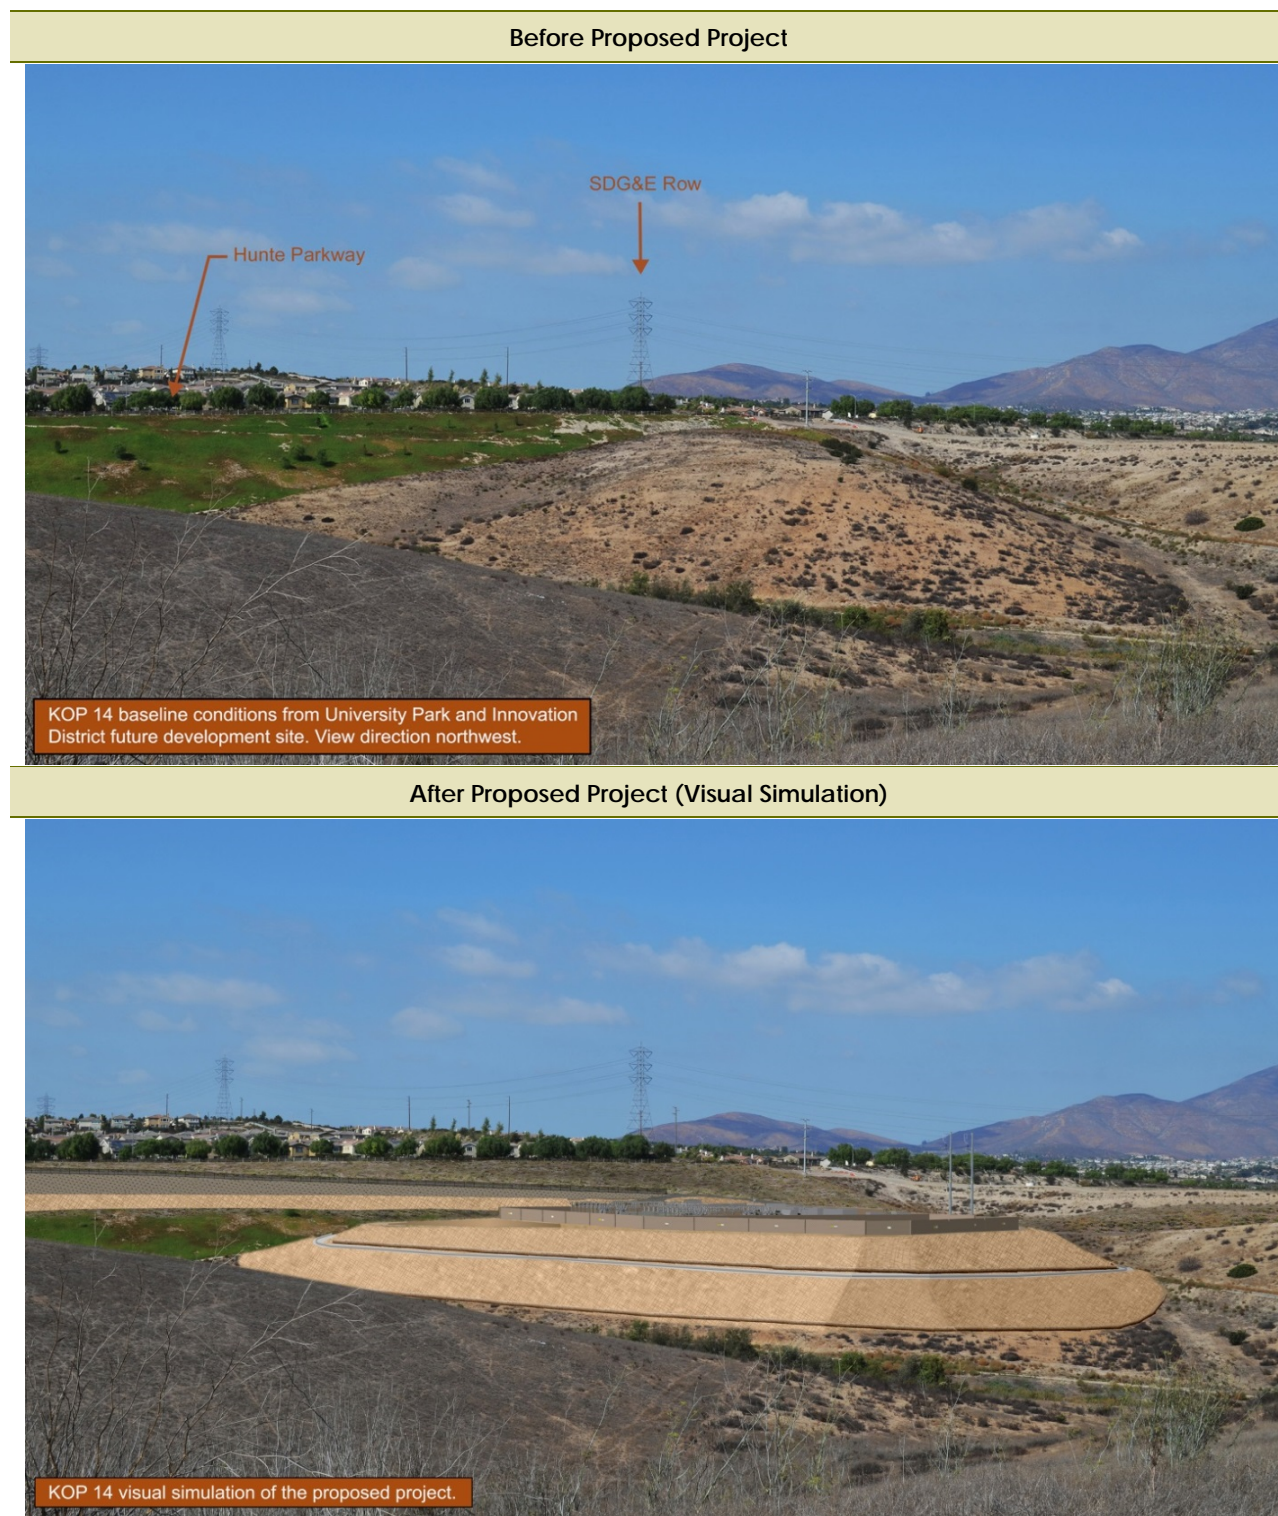 Before Proposed Project
SDG&E Row
Hunte Parkway
KOP 14 baseline conditions from University Park and Innovation
District future development site. View direction northwest.
After Proposed Project (Visual Simulation)
KOP 14 visual simulation of the proposed project.